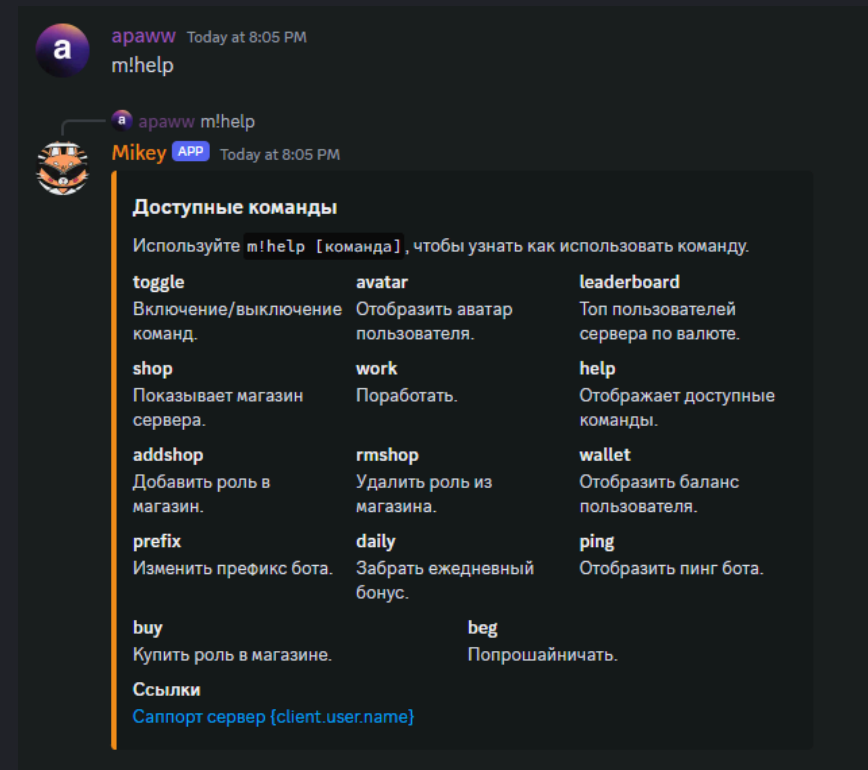 a
apaww Today at 8:05 PM
m!help
a apaww m!help
Mikey APP Today at 8:05 PM
Доступные команды
Используйте m!help [команда], чтобы узнать как использовать команду.
toggle
Включение/выключение
команд.
avatar
Отобразить аватар
пользователя.
leaderboard
Топ пользователей
сервера по валюте.
shop
Показывает магазин
сервера.
work
Поработать.
help
Отображает доступные
команды.
addshop
Добавить роль в
магазин.
rmshop
Удалить роль из
магазина.
wallet
Отобразить баланс
пользователя.
prefix
Изменить префикс бота.
daily
Забрать ежедневный
бонус.
ping
Отобразить пинг бота.
buy
Купить роль в магазине.
beg
Попрошайничать.
Ссылки
Саппорт сервер {client.user.name}